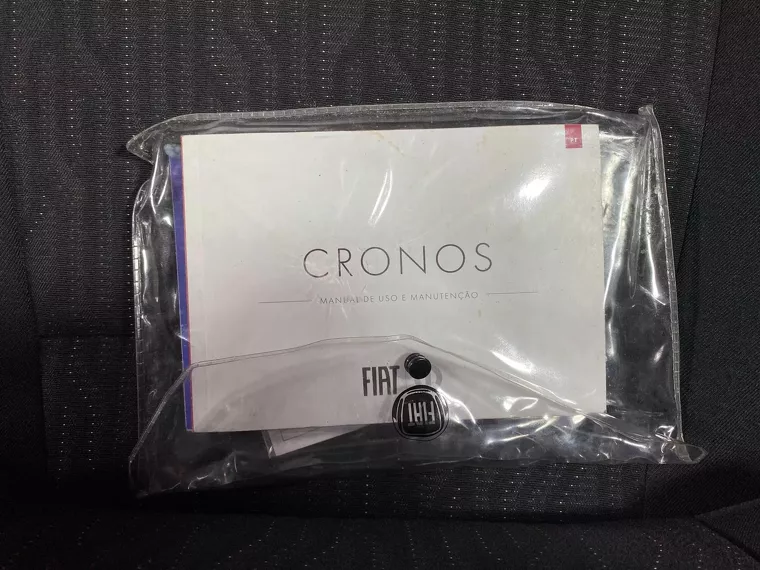 CRONOS
MANUAL DE USO E MANUTENÇÃO
FIAT